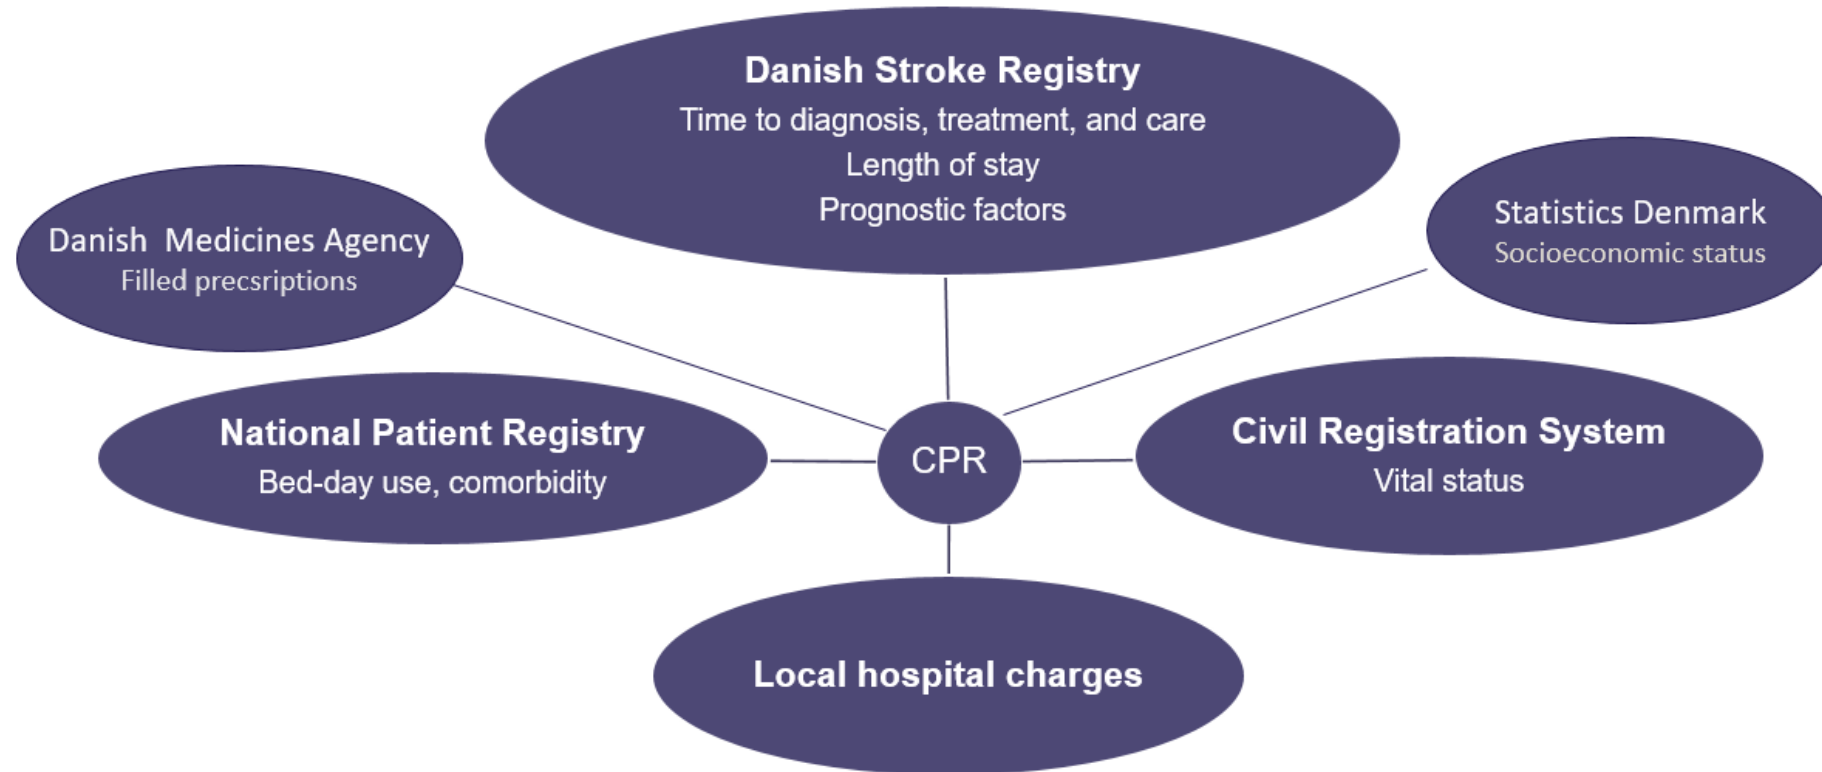 Danish Stroke Registry
Time to diagnosis, treatment, and care
Length of stay
Prognostic factors
Danish  Medicines Agency
Filled precsriptions
Statistics Denmark
Socioeconomic status
National Patient Registry
Bed-day use, comorbidity
CPR
Civil Registration System
Vital status
Local hospital charges